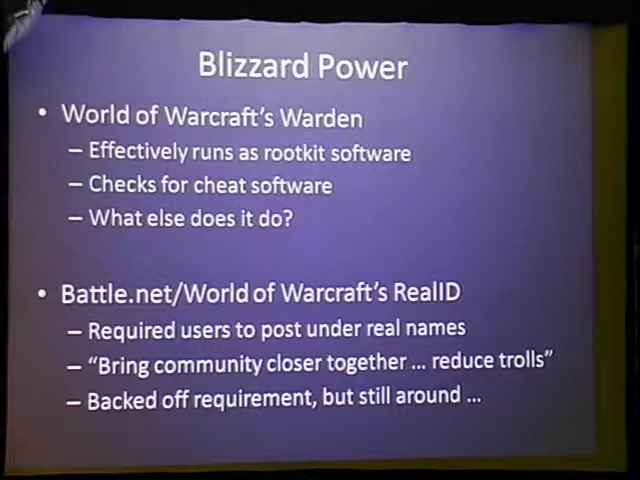 Blizzard Power
• World of Warcraft's Warden
– Effectively runs as rootkit software
– Checks for cheat software
– What else does it do?
• Battle.net/World of Warcraft's RealID
– Required users to post under real names
– “Bring community closer together ... reduce trolls”
– Backed off requirement, but still around ...